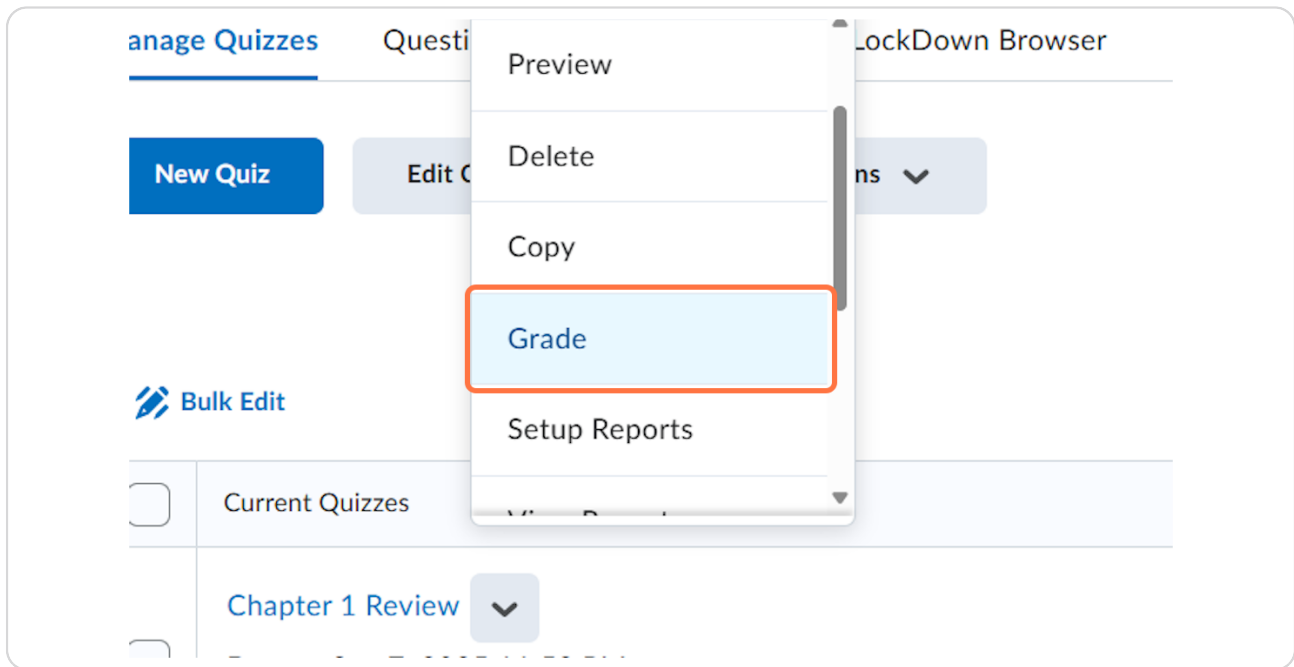 anage Quizzes Questi LockDown Browser
Preview
Delete
New Quiz Edit ns
Copy
Grade
Bulk Edit
Setup Reports
Current Quizzes
Chapter 1 Review